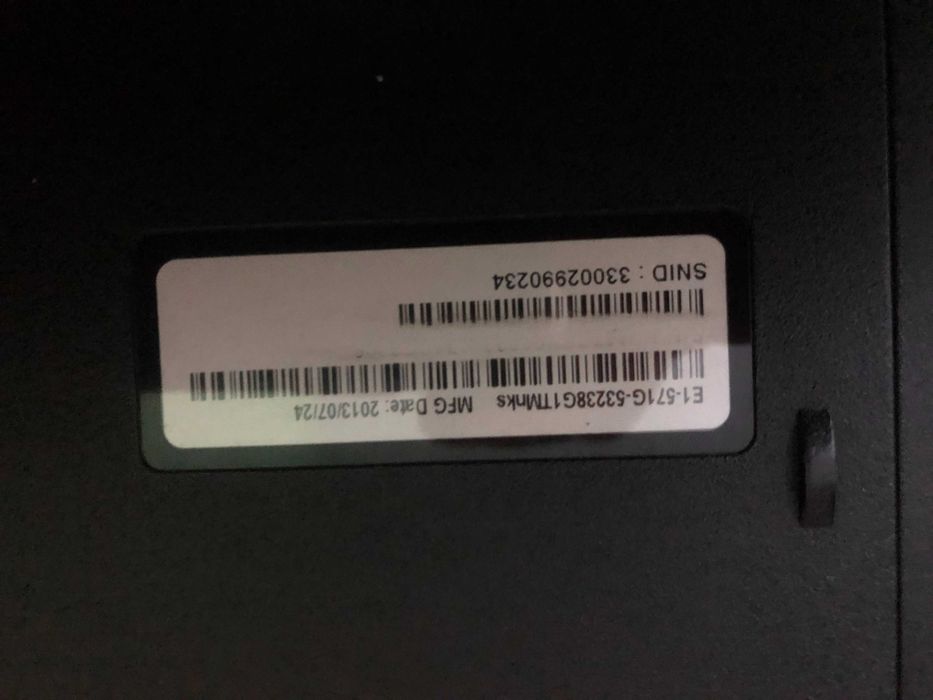 E1-571G-53238G1TMnks MFG Date: 2013/07/24
SNID : 33002990234